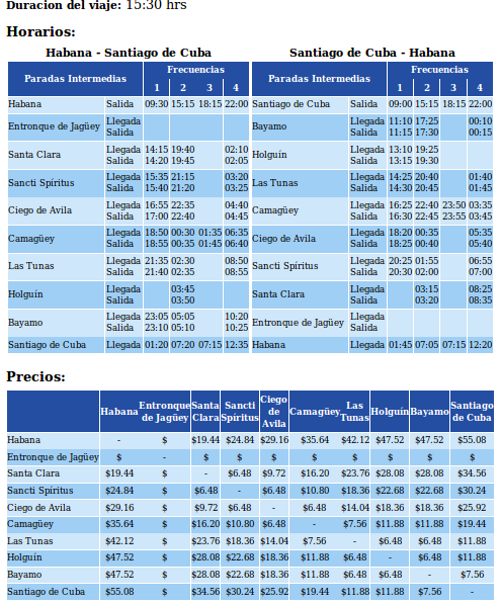 Duracion del viaje: 15:30 hrs
Horarios:
Habana - Santiago de Cuba
Paradas Intermedias Frecuencias
1 2 3 4
Habana Salida 09:30 15:15 18:15 22:00
Entronque de Jagüey Llegada
Salida
Santa Clara Llegada 14:15 19:40 02:10
Salida 14:20 19:45 02:05
Sancti Spíritus Llegada 15:35 21:15 03:20
Salida 15:40 21:20 03:25
Ciego de Avila Llegada 16:55 22:35 04:40
Salida 17:00 22:40 04:45
Camagüey Llegada 18:50 00:30 01:35 06:35
Salida 18:55 00:35 01:45 06:40
Las Tunas Llegada 21:35 02:30 08:50
Salida 21:40 02:35 08:55
Holguín Llegada 03:45
Salida 03:50
Bayamo Llegada 23:05 05:05 10:20
Salida 23:10 05:10 10:25
Santiago de Cuba Llegada 01:20 07:20 07:15 12:35
Santiago de Cuba - Habana
Paradas Intermedias Frecuencias
1 2 3 4
Santiago de Cuba Salida 09:00 15:15 18:15 22:00
Bayamo Llegada 11:10 17:25 00:10
Salida 11:15 17:30 00:15
Holguín Llegada 13:10 19:25
Salida 13:15 19:30
Las Tunas Llegada 14:25 20:40 01:40
Salida 14:30 20:45 01:45
Camagüey Llegada 16:25 22:40 23:50 03:35
Salida 16:30 22:45 23:55 03:45
Ciego de Avila Llegada 18:20 00:35 05:35
Salida 18:25 00:40 05:40
Sancti Spíritus Llegada 20:25 01:55 06:55
Salida 20:30 02:00 07:00
Santa Clara Llegada 03:15 08:25
Salida 03:20 08:35
Entronque de Jagüey Llegada
Salida
Habana Llegada 01:45 07:05 07:15 12:20
Precios:
Habana Entronque de Jagüey Santa Clara Sancti Spíritus Ciego de Avila Camagüey Las Tunas Holguín Bayamo Santiago de Cuba
Habana - $ $19.44 $24.84 $29.16 $35.64 $42.12 $47.52 $47.52 $55.08
Entronque de Jagüey $ - $ $ $ $ $ $ $ $
Santa Clara $19.44 $ - $6.48 $9.72 $16.20 $23.76 $28.08 $28.08 $34.56
Sancti Spíritus $24.84 $ $6.48 - $6.48 $10.80 $18.36 $22.68 $22.68 $30.24
Ciego de Avila $29.16 $ $9.72 $6.48 - $6.48 $14.04 $18.36 $18.36 $25.92
Camagüey $35.64 $ $16.20 $10.80 $6.48 - $7.56 $11.88 $11.88 $19.44
Las Tunas $42.12 $ $23.76 $18.36 $14.04 $7.56 - $6.48 $6.48 $11.88
Holguín $47.52 $ $28.08 $22.68 $18.36 $11.88 $6.48 - $6.48 $11.88
Bayamo $47.52 $ $28.08 $22.68 $18.36 $11.88 $6.48 $6.48 - $7.56
Santiago de Cuba $55.08 $ $34.56 $30.24 $25.92 $19.44 $11.88 $11.88 $7.56 -